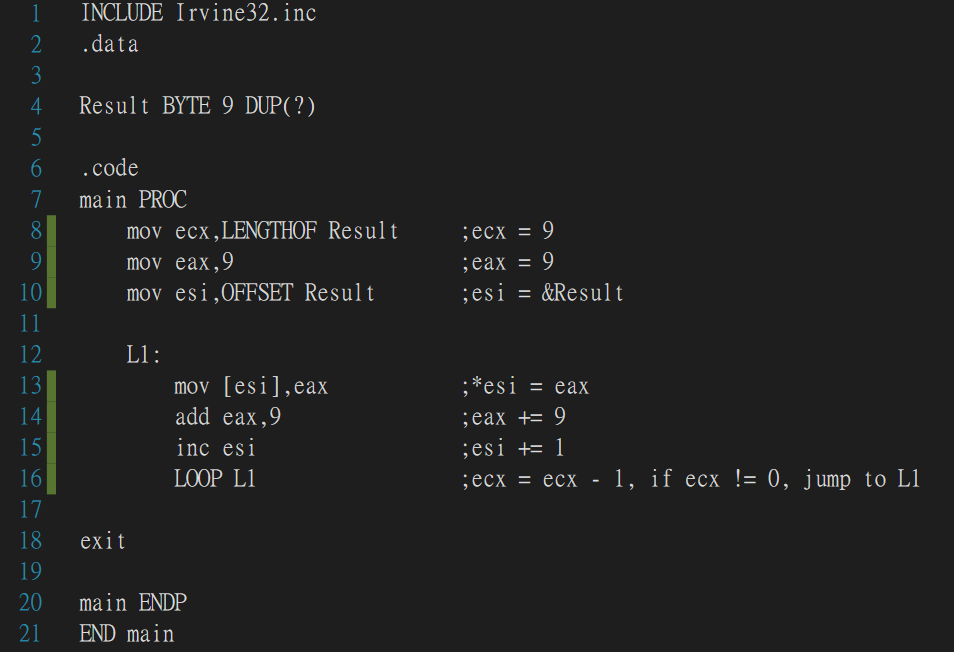 1 INCLUDE Irvine32.inc
2 .data
3
4 Result BYTE 9 DUP(?)
5
6 .code
7 main PROC
8 mov ecx,LENGTHOF Result ;ecx = 9
9 mov eax,9 ;eax = 9
10 mov esi,OFFSET Result ;esi = &Result
11
12 L1:
13 mov [esi],eax ;*esi = eax
14 add eax,9 ;eax += 9
15 inc esi ;esi += 1
16 LOOP L1 ;ecx = ecx - 1, if ecx != 0, jump to L1
17
18 exit
19
20 main ENDP
21 END main